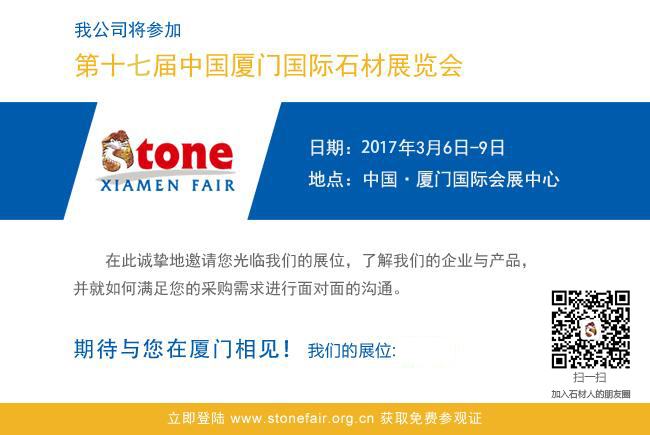 我公司将参加
第十七届中国厦门国际石材展览会
Stone
XIAMEN FAIR
日期：2017年3月6日-9日
地点：中国·厦门国际会展中心
在此诚挚地邀请您光临我们的展位，了解我们的企业与产品，
并就如何满足您的采购需求进行面对面的沟通。
期待与您在厦门相见！ 我们的展位:
扫一扫
加入石材人的朋友圈
立即登陆 www.stonefair.org.cn 获取免费参观证